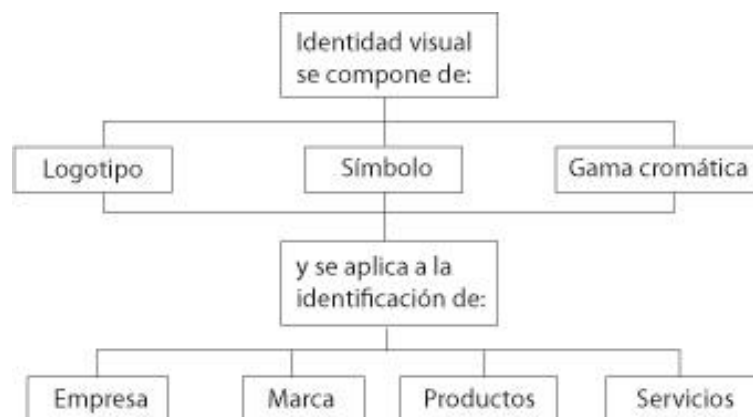 Identidad visual
se compone de:
Logotipo
Símbolo
Gama cromática
y se aplica a la
identificación de:
Empresa
Marca
Productos
Servicios